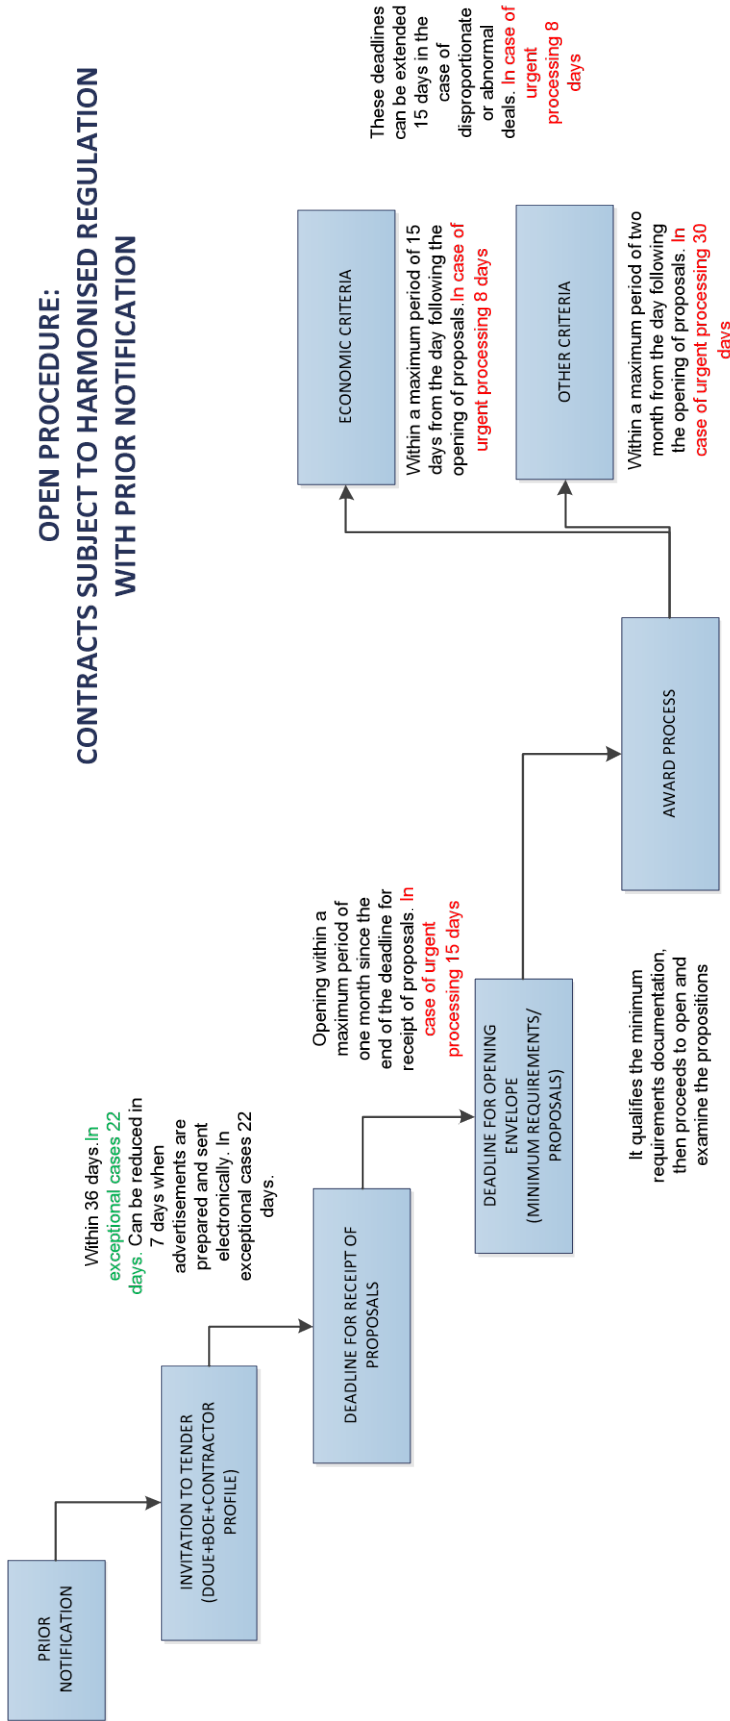 OPEN PROCEDURE:
CONTRACTS SUBJECT TO HARMONISED REGULATION
WITH PRIOR NOTIFICATION
PRIOR
NOTIFICATION
INVITATION TO TENDER
(DOUE+BOE+CONTRACTOR
PROFILE)
Within 36 days.In
exceptional cases 22
days. Can be reduced in
7 days when
advertisements are
prepared and sent
electronically. In
exceptional cases 22
days.
DEADLINE FOR RECEIPT OF
PROPOSALS
Opening within a
maximum period of
one month since the
end of the deadline for
receipt of proposals. In
case of urgent
processing 15 days
DEADLINE FOR OPENING
ENVELOPE
(MINIMUM REQUIREMENTS/
PROPOSALS)
It qualifies the minimum
requirements documentation,
then proceeds to open and
examine the propositions
AWARD PROCESS
ECONOMIC CRITERIA
Within a maximum period of 15
days from the day following the
opening of proposals.In case of
urgent processing 8 days
OTHER CRITERIA
Within a maximum period of two
month from the day following
the opening of proposals. In
case of urgent processing 30
days
These deadlines
can be extended
15 days in the
case of
disproportionate
or abnormal
deals. In case of
urgent
processing 8
days